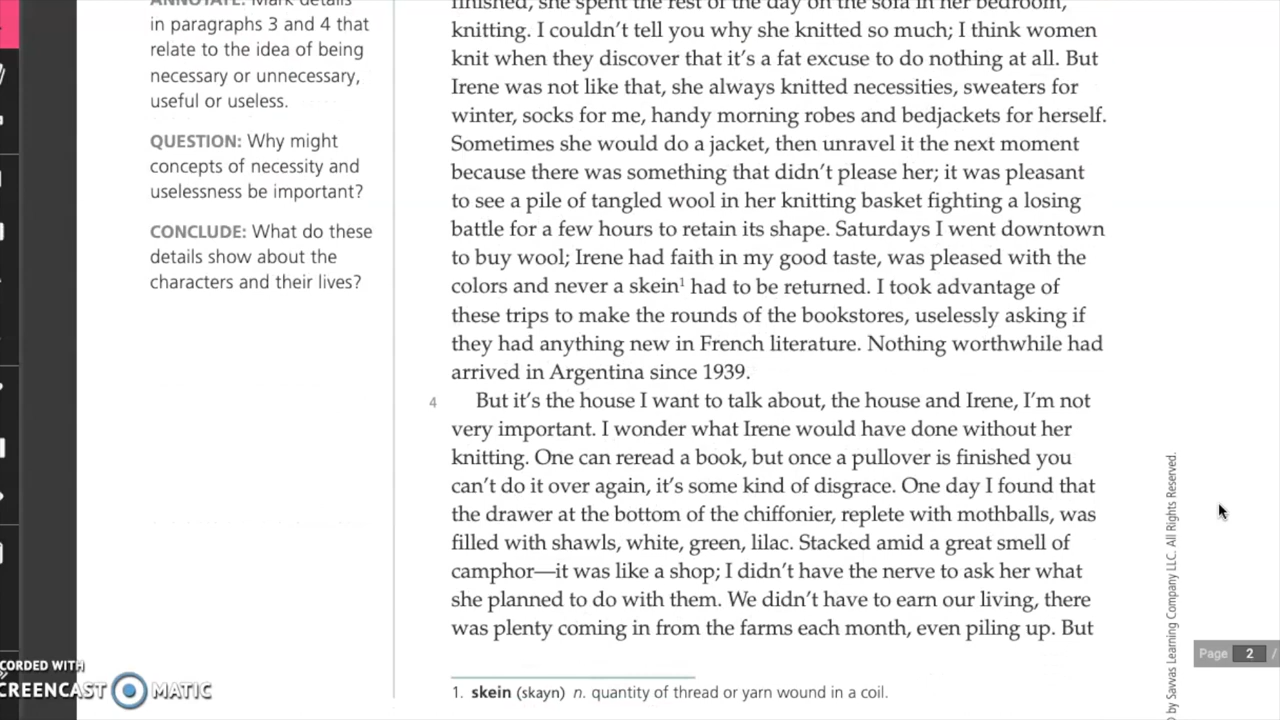 ANNOTATE: Mark details
in paragraphs 3 and 4 that
relate to the idea of being
necessary or unnecessary,
useful or useless.
QUESTION: Why might
concepts of necessity and
uselessness be important?
CONCLUDE: What do these
details show about the
characters and their lives?
finished, she spent the rest of the day on the sofa in her bedroom,
knitting. I couldn't tell you why she knitted so much; I think women
knit when they discover that it's a fat excuse to do nothing at all. But
Irene was not like that, she always knitted necessities, sweaters for
winter, socks for me, handy morning robes and bedjackets for herself.
Sometimes she would do a jacket, then unravel it the next moment
because there was something that didn't please her; it was pleasant
to see a pile of tangled wool in her knitting basket fighting a losing
battle for a few hours to retain its shape. Saturdays I went downtown
to buy wool; Irene had faith in my good taste, was pleased with the
colors and never a skein1 had to be returned. I took advantage of
these trips to make the rounds of the bookstores, uselessly asking if
they had anything new in French literature. Nothing worthwhile had
arrived in Argentina since 1939.
4 But it's the house I want to talk about, the house and Irene, I'm not
very important. I wonder what Irene would have done without her
knitting. One can reread a book, but once a pullover is finished you
can't do it over again, it's some kind of disgrace. One day I found that
the drawer at the bottom of the chiffonier, replete with mothballs, was
filled with shawls, white, green, lilac. Stacked amid a great smell of
camphor—it was like a shop; I didn't have the nerve to ask her what
she planned to do with them. We didn't have to earn our living, there
was plenty coming in from the farms each month, even piling up. But
1. skein (skayn) n. quantity of thread or yarn wound in a coil.
by Savvas Learning Company LLC. All Rights Reserved.
Page 2 /
CORDED WITH
CREENCAST MATIC